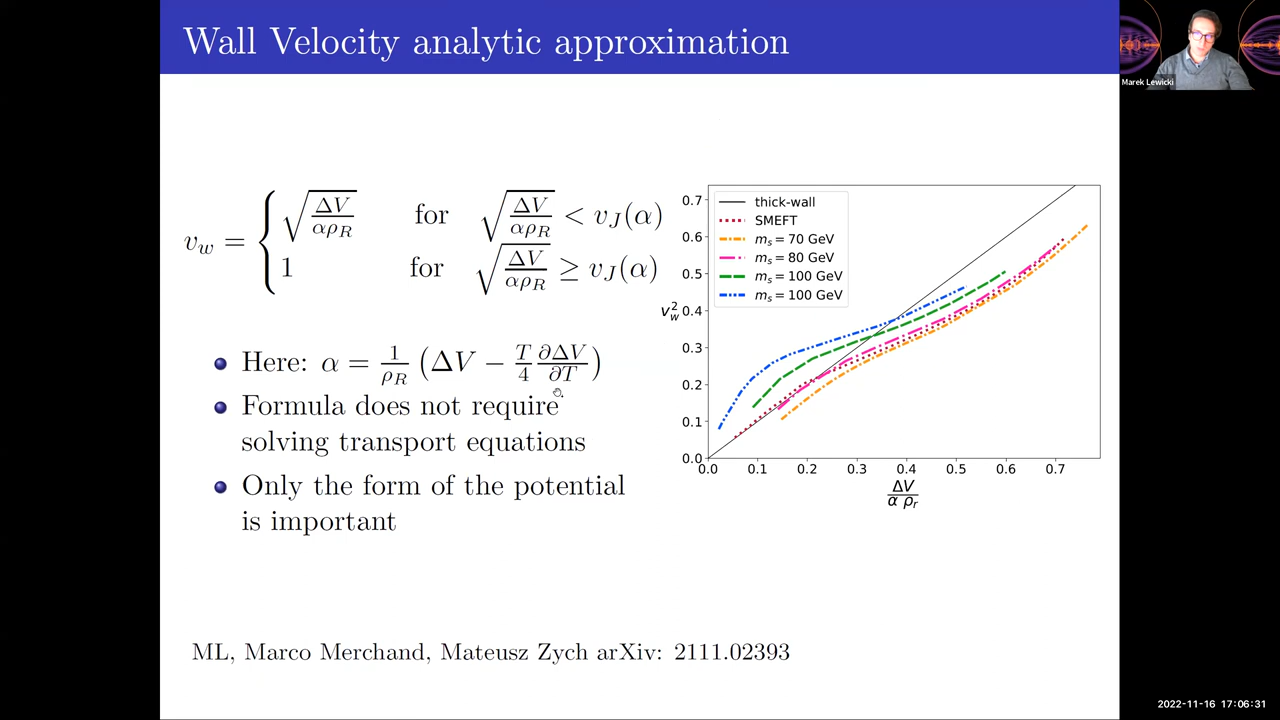 Wall Velocity analytic approximation
Marek Lewicki
v_w = { √(ΔV/(αρ_R)) for √(ΔV/(αρ_R)) < v_J(α)
1 for √(ΔV/(αρ_R)) ≥ v_J(α)
Here: α = 1/ρ_R (ΔV − T/4 ∂ΔV/∂T)
Formula does not require
solving transport equations
Only the form of the potential
is important
thick-wall
SMEFT
m_s = 70 GeV
m_s = 80 GeV
m_s = 100 GeV
m_s = 100 GeV
v_w^2
0.7
0.6
0.5
0.4
0.3
0.2
0.1
0.0
0.0 0.1 0.2 0.3 0.4 0.5 0.6 0.7
ΔV/(α ρ_r)
ML, Marco Merchand, Mateusz Zych arXiv: 2111.02393
2022-11-16 17:06:31